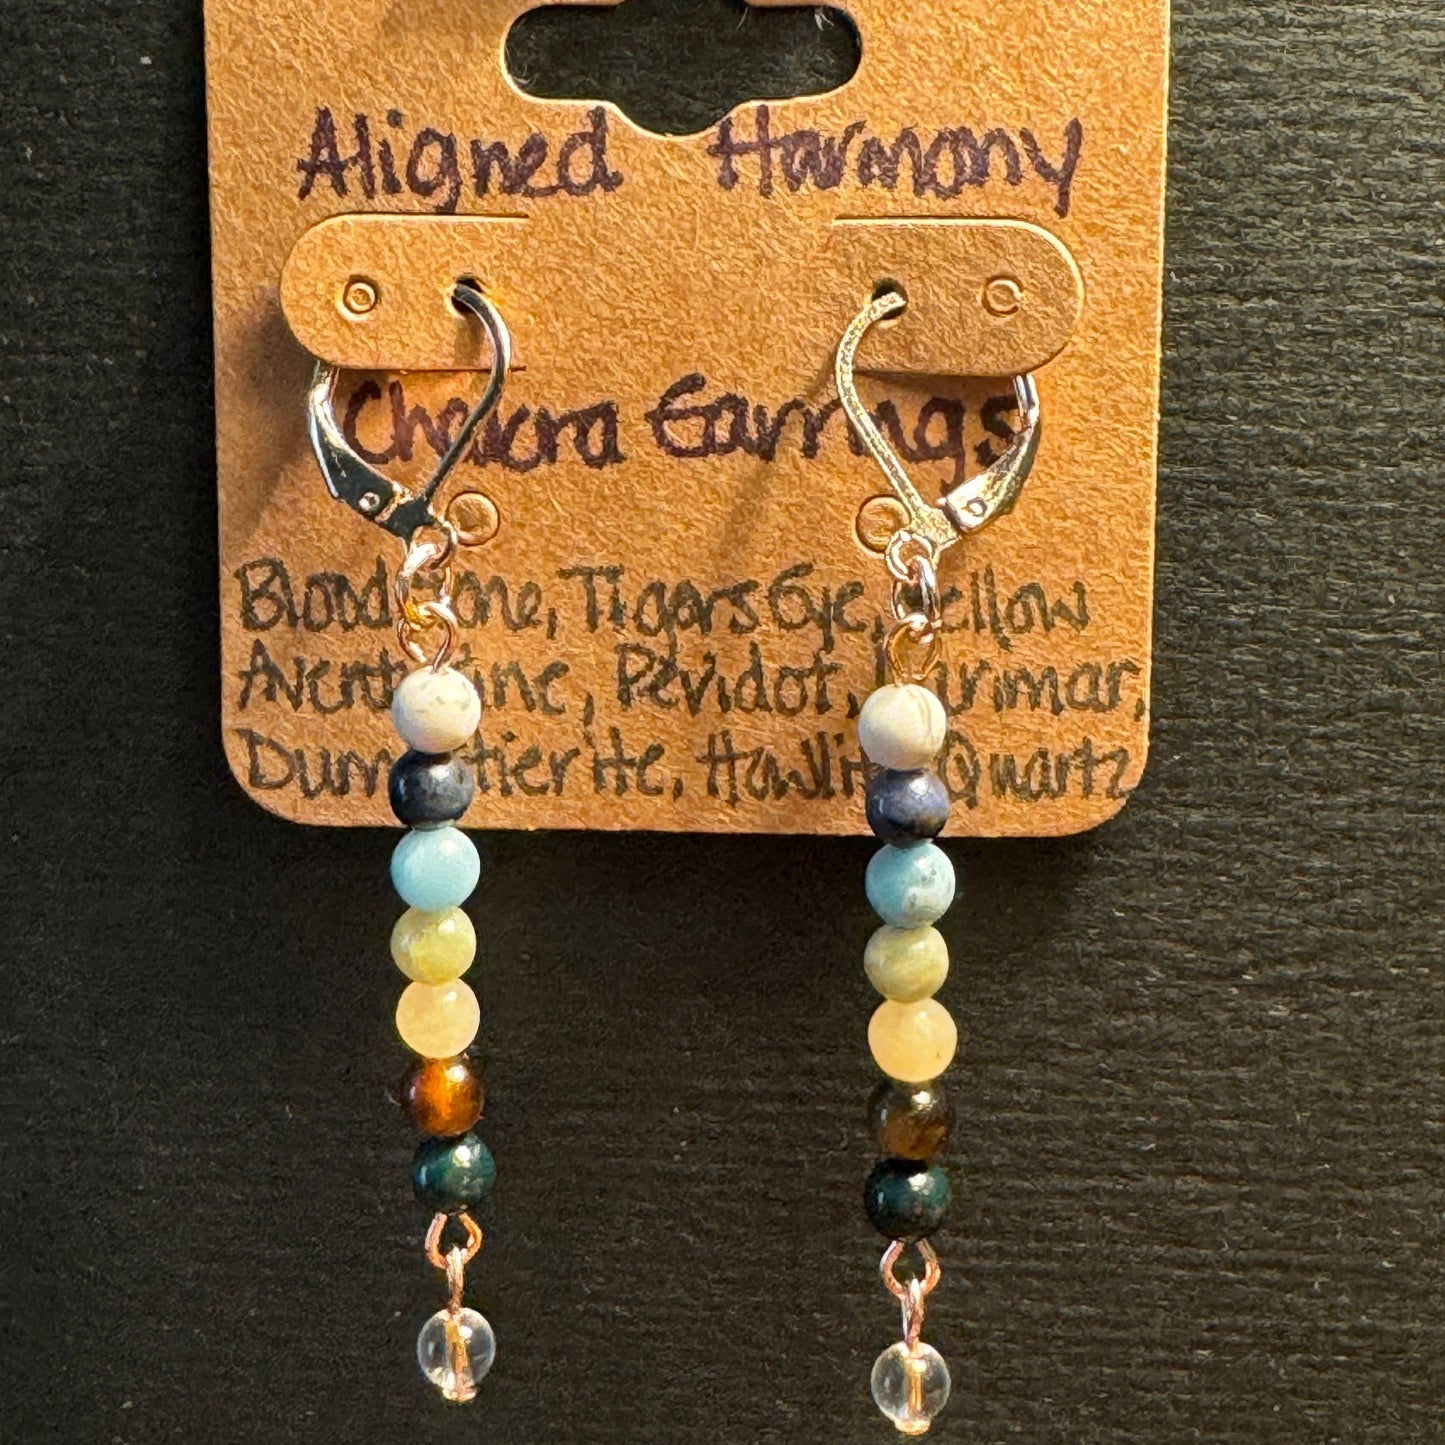 Aligned Harmony
Chakra Earrings
Bloodstone, Tigers Eye, Yellow
Aventurine, Peridot, Larimar,
Dumortierite, Howlite, Quartz